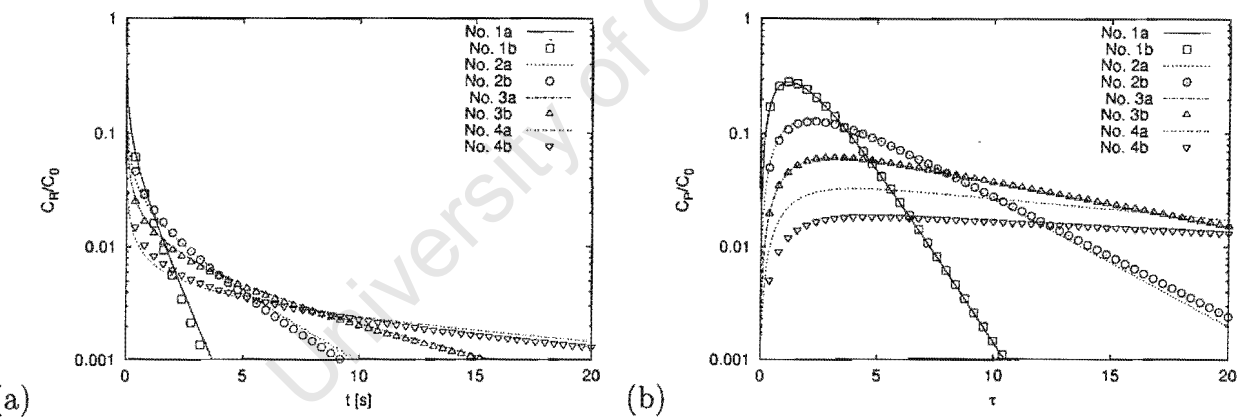 University of C
1
0.1
0.01
0.001
C_R/C_0
0 5 10 15 20
t [s]
No. 1a
No. 1b
No. 2a
No. 2b
No. 3a
No. 3b
No. 4a
No. 4b
(a)
1
0.1
0.01
0.001
C_P/C_0
0 5 10 15 20
τ
No. 1a
No. 1b
No. 2a
No. 2b
No. 3a
No. 3b
No. 4a
No. 4b
(b)